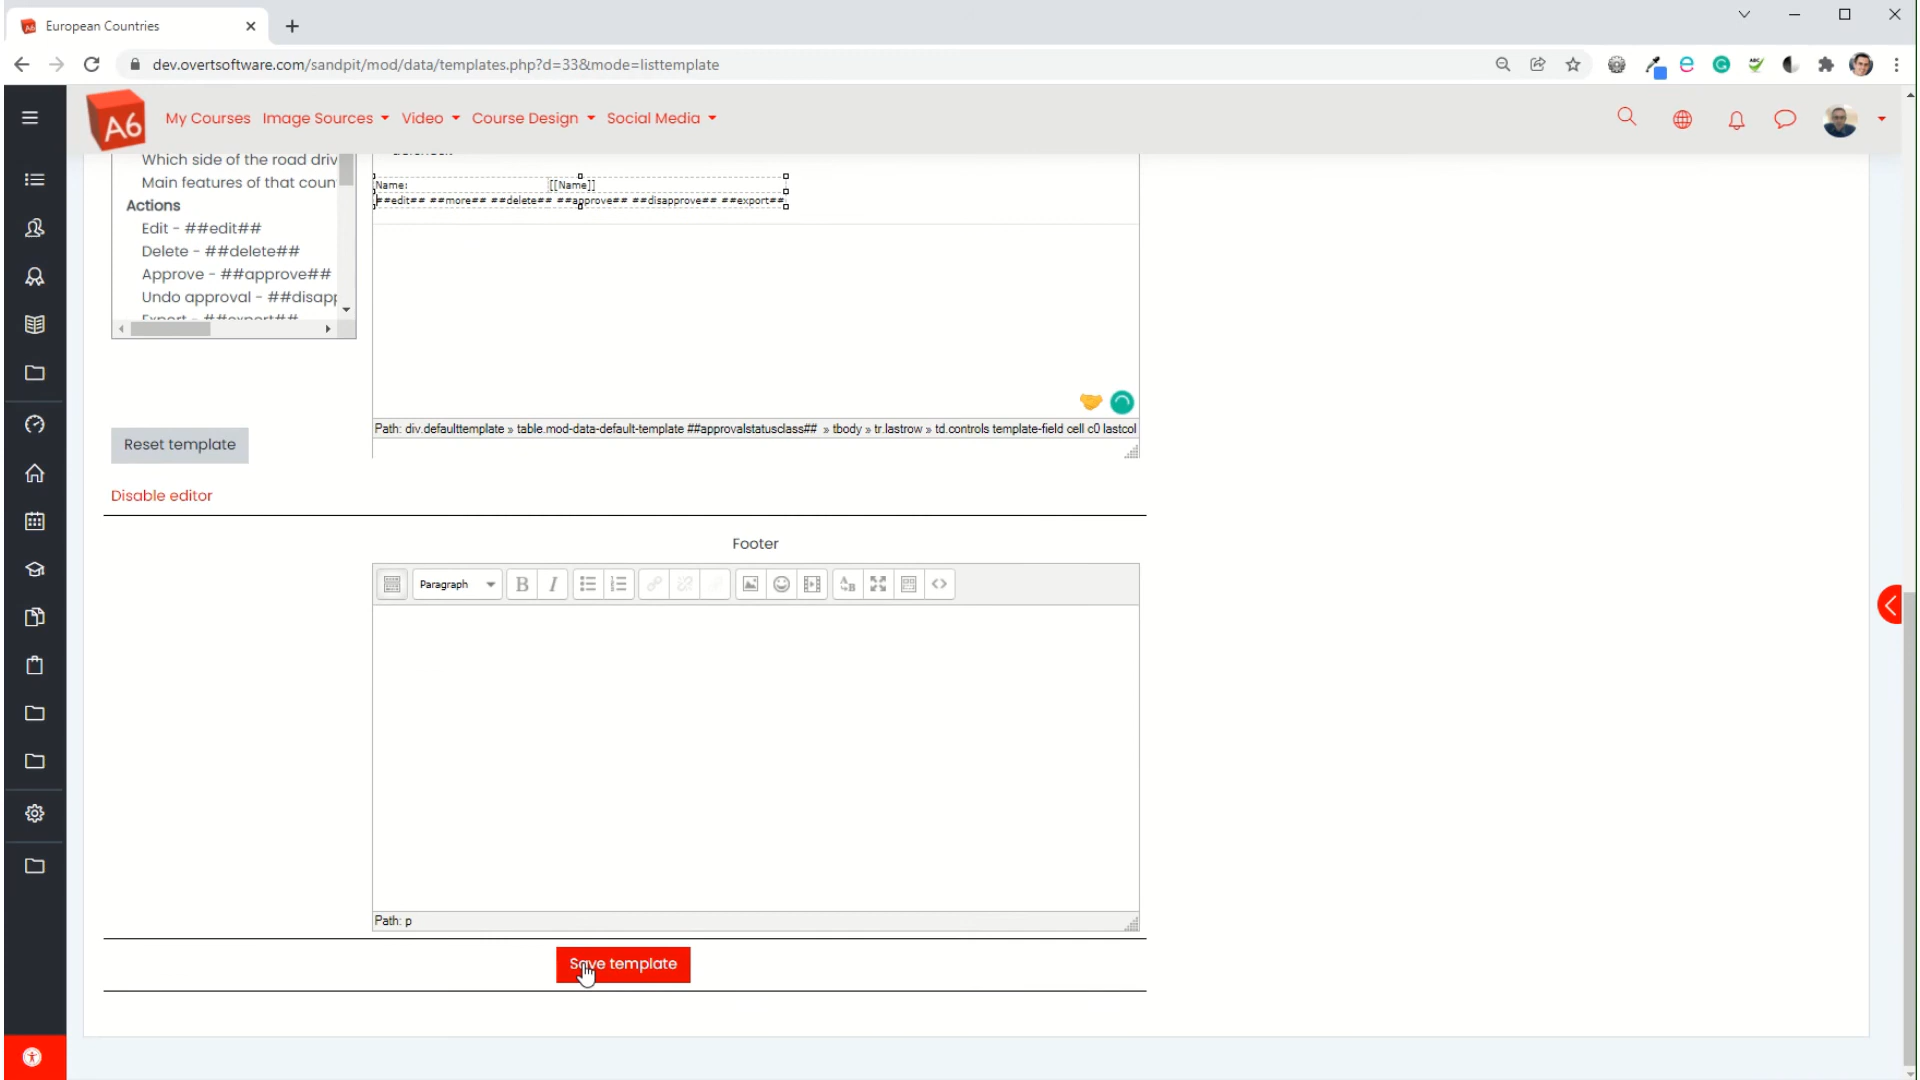 European Countries
dev.overtsoftware.com/sandpit/mod/data/templates.php?d=33&mode=listtemplate
A6
My Courses Image Sources Video Course Design Social Media
Which side of the road driv
Main features of that coun
Actions
Edit - ##edit##
Delete - ##delete##
Approve - ##approve##
Undo approval - ##disapp
Export - ##export##
Name: [[Name]]
##edit## ##more## ##delete## ##approve## ##disapprove## ##export##
Path: div.defaulttemplate » table.mod-data-default-template ##approvalstatusclass## » tbody » tr.lastrow » td.controls template-field cell c0 lastcol
Reset template
Disable editor
Footer
Paragraph B I
Path: p
Save template